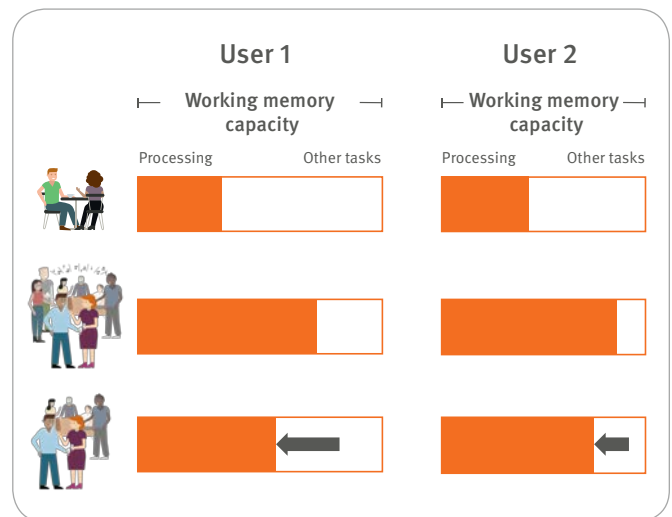 User 1
User 2
Working memory
capacity
Working memory
capacity
Processing
Other tasks
Processing
Other tasks